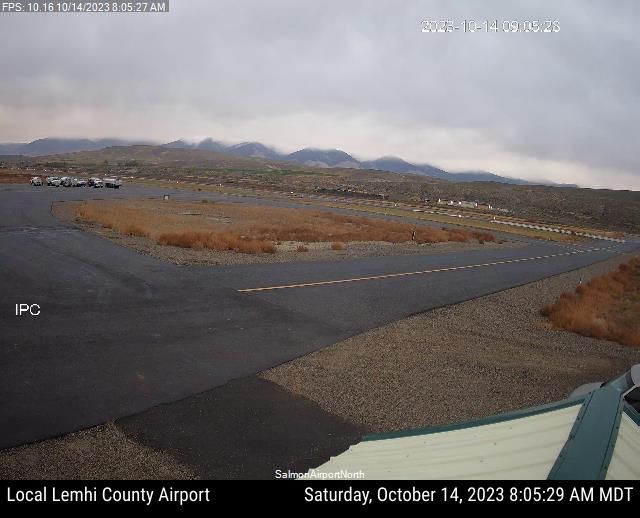 FPS: 10.16 10/14/2023 8:05:27 AM
2023-10-14 09:05:28
IPC
SalmonAirportNorth
Local Lemhi County Airport
Saturday, October 14, 2023 8:05:29 AM MDT